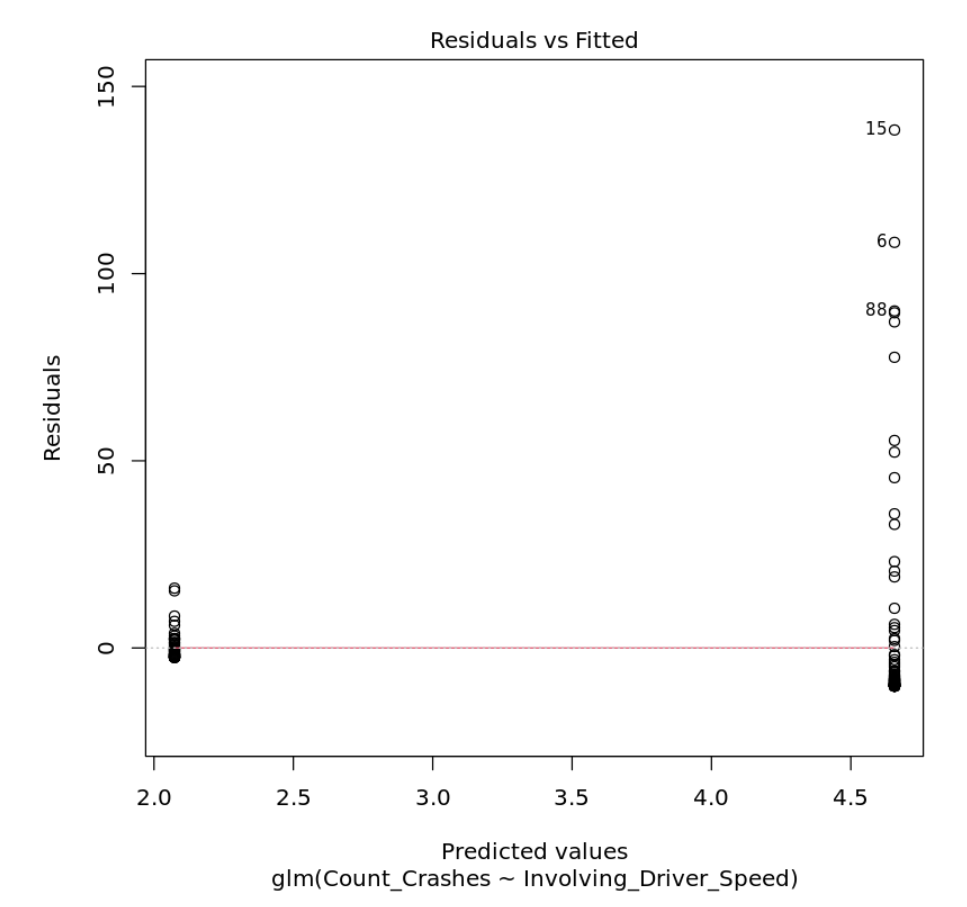 Residuals vs Fitted
150
100
50
0
Residuals
15
6
88
2.0 2.5 3.0 3.5 4.0 4.5
Predicted values
glm(Count_Crashes ~ Involving_Driver_Speed)